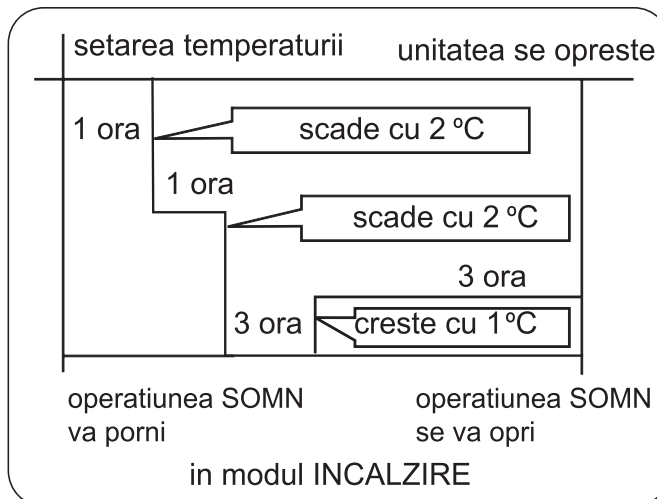 setarea temperaturii
unitatea se opreste
1 ora
scade cu 2 ºC
1 ora
scade cu 2 ºC
3 ora
3 ora
creste cu 1ºC
operatiunea SOMN
va porni
operatiunea SOMN
se va opri
in modul INCALZIRE